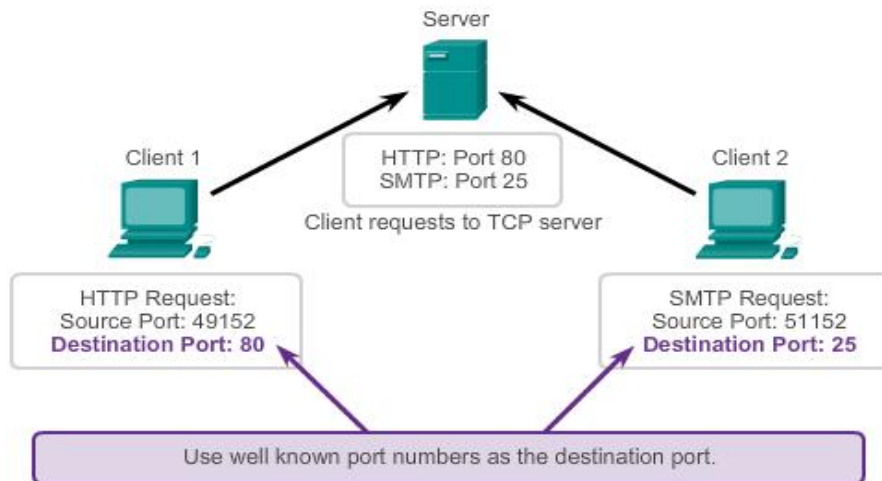 Server
Client 1
HTTP: Port 80
SMTP: Port 25
Client 2
Client requests to TCP server
HTTP Request:
Source Port: 49152
Destination Port: 80
SMTP Request:
Source Port: 51152
Destination Port: 25
Use well known port numbers as the destination port.